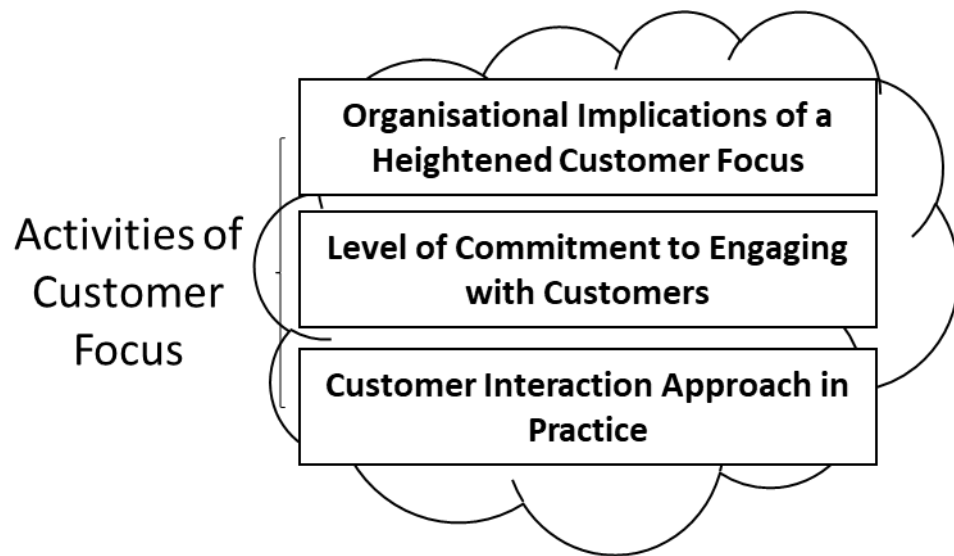 Activities of
Customer
Focus
Organisational Implications of a
Heightened Customer Focus
Level of Commitment to Engaging
with Customers
Customer Interaction Approach in
Practice